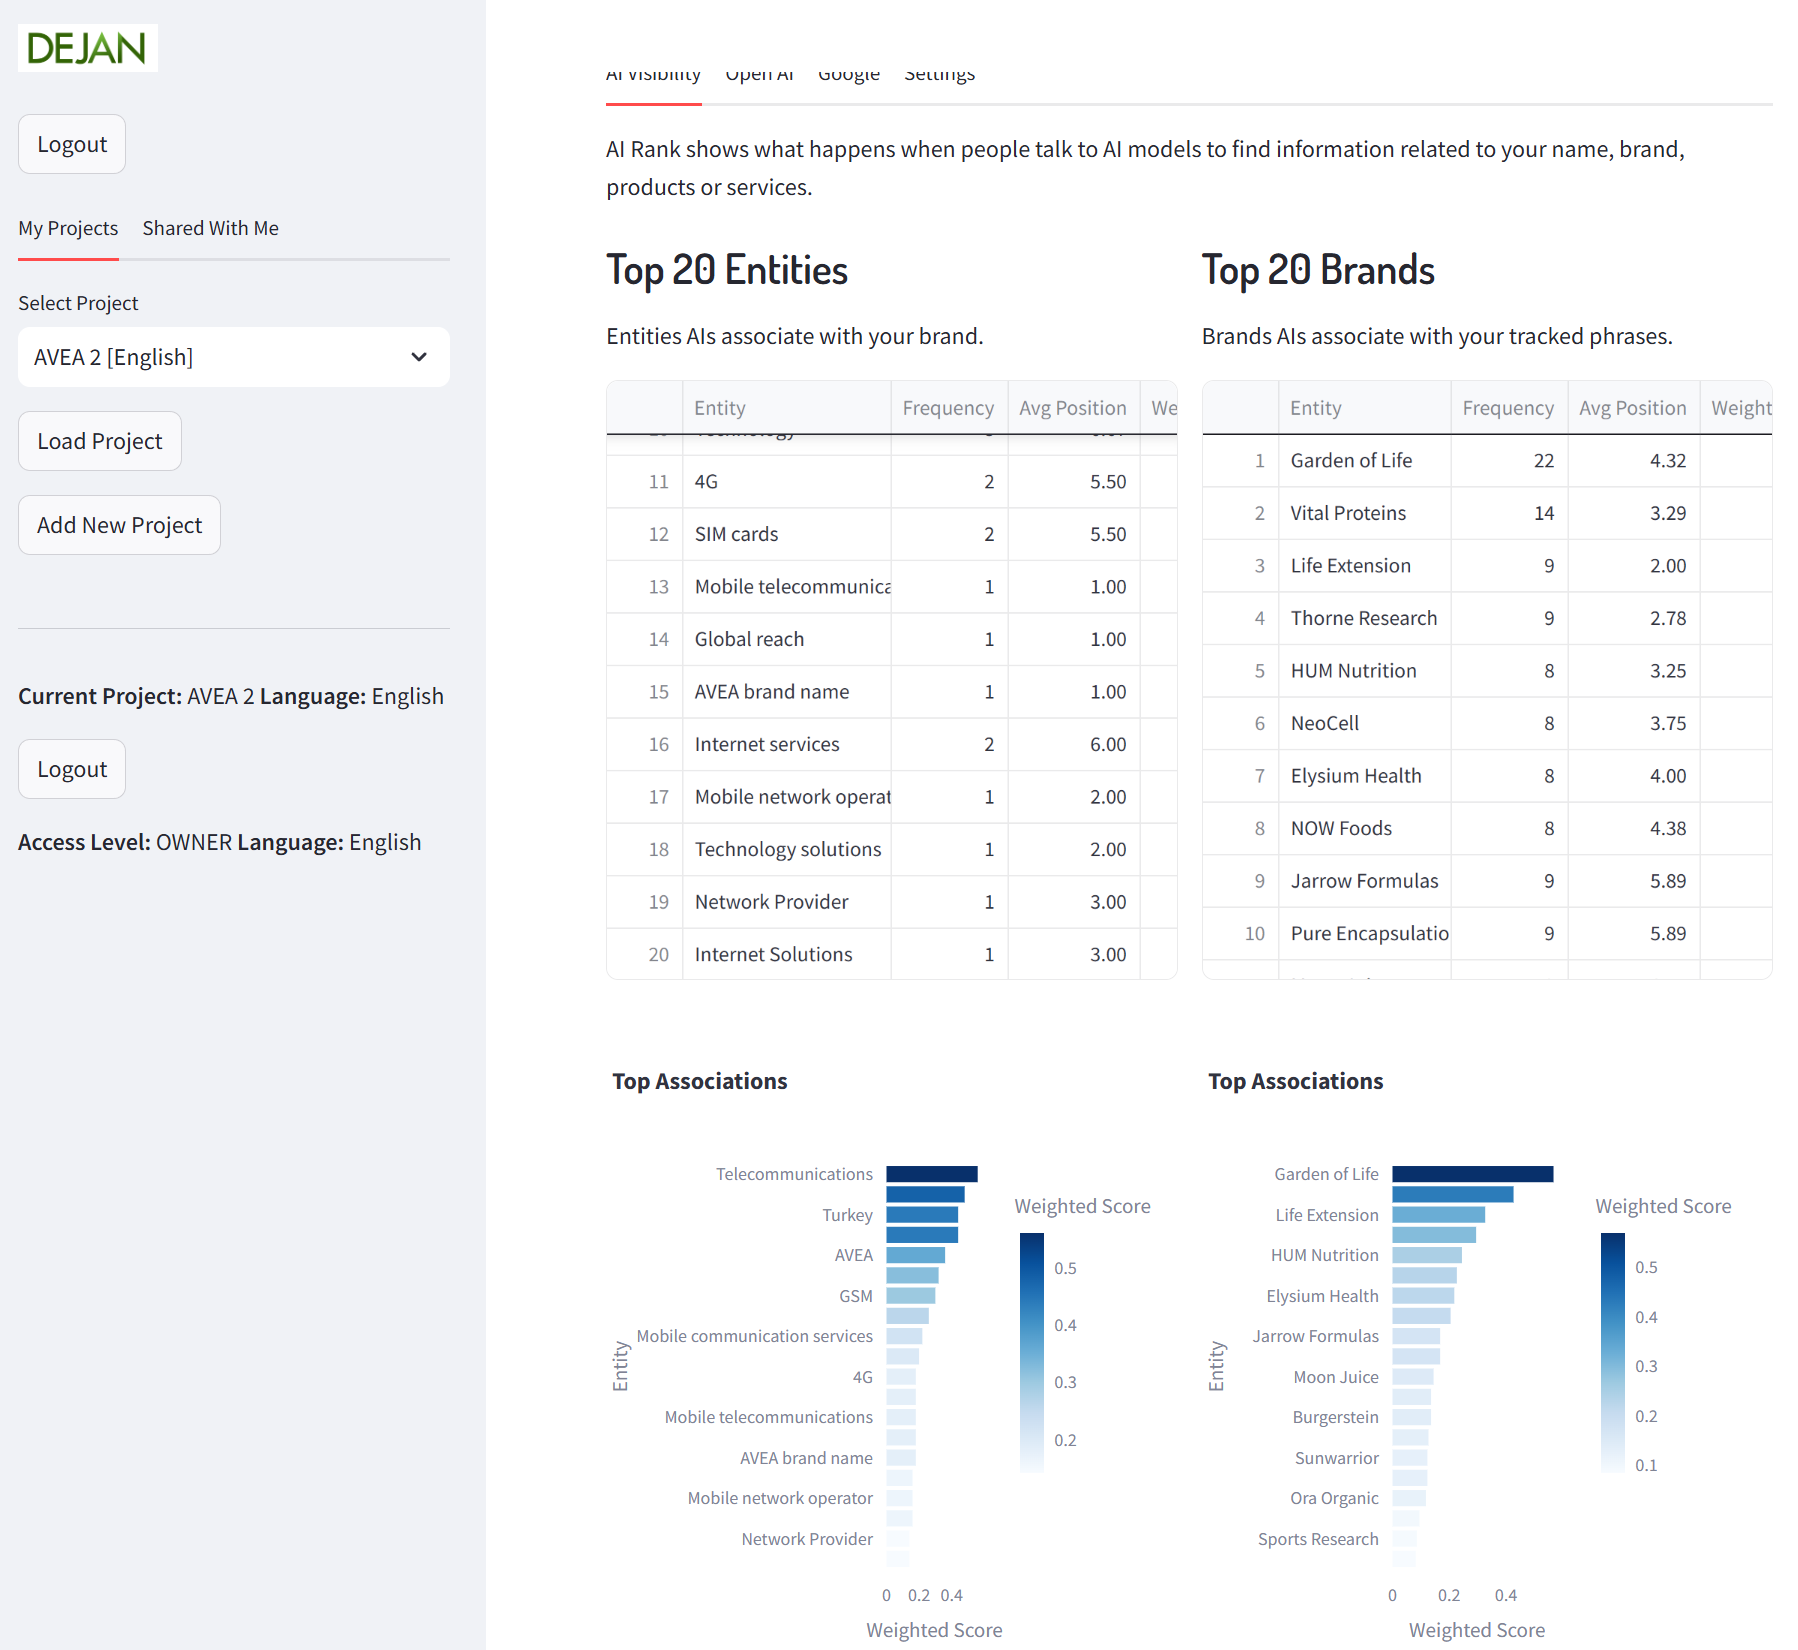 DEJAN
Logout
My Projects Shared With Me
Select Project
AVEA 2 [English]
Load Project
Add New Project
Current Project: AVEA 2 Language: English
Logout
Access Level: OWNER Language: English
AI Visibility Open AI Google Settings
AI Rank shows what happens when people talk to AI models to find information related to your name, brand,
products or services.
Top 20 Entities
Entities AIs associate with your brand.
Entity Frequency Avg Position We
11 4G 2 5.50
12 SIM cards 2 5.50
13 Mobile telecommunica 1 1.00
14 Global reach 1 1.00
15 AVEA brand name 1 1.00
16 Internet services 2 6.00
17 Mobile network operat 1 2.00
18 Technology solutions 1 2.00
19 Network Provider 1 3.00
20 Internet Solutions 1 3.00
Top 20 Brands
Brands AIs associate with your tracked phrases.
Entity Frequency Avg Position Weight
1 Garden of Life 22 4.32
2 Vital Proteins 14 3.29
3 Life Extension 9 2.00
4 Thorne Research 9 2.78
5 HUM Nutrition 8 3.25
6 NeoCell 8 3.75
7 Elysium Health 8 4.00
8 NOW Foods 8 4.38
9 Jarrow Formulas 9 5.89
10 Pure Encapsulatio 9 5.89
Top Associations
Entity
Telecommunications
Turkey
AVEA
GSM
Mobile communication services
4G
Mobile telecommunications
AVEA brand name
Mobile network operator
Network Provider
0 0.2 0.4
Weighted Score
Weighted Score
0.5
0.4
0.3
0.2
Top Associations
Entity
Garden of Life
Life Extension
HUM Nutrition
Elysium Health
Jarrow Formulas
Moon Juice
Burgerstein
Sunwarrior
Ora Organic
Sports Research
0 0.2 0.4
Weighted Score
Weighted Score
0.5
0.4
0.3
0.2
0.1